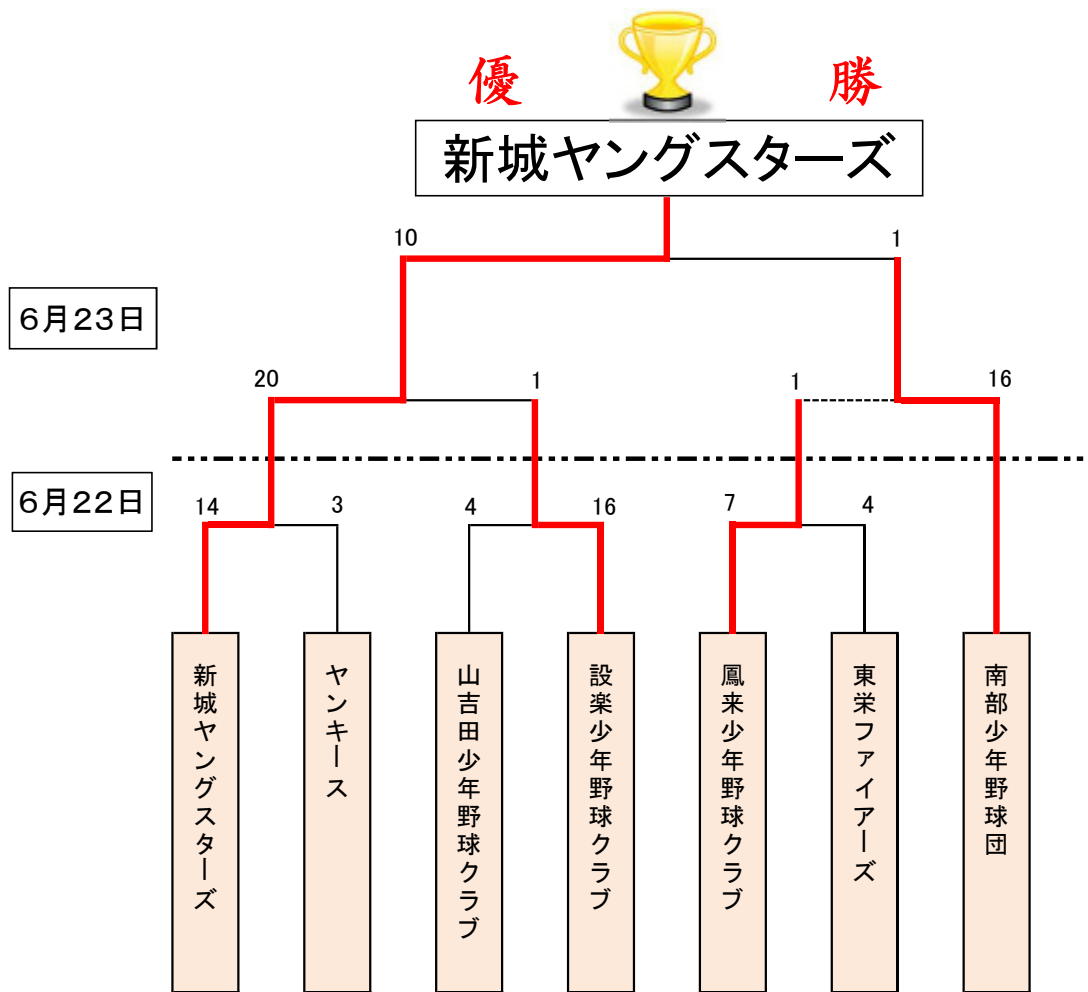 優 勝
新城ヤングスターズ
10 1
6月23日
20 1 1 16
6月22日
14 3 4 16 7 4
新城ヤングスターズ
ヤンキース
山吉田少年野球クラブ
設楽少年野球クラブ
鳳来少年野球クラブ
東栄ファイアーズ
南部少年野球団